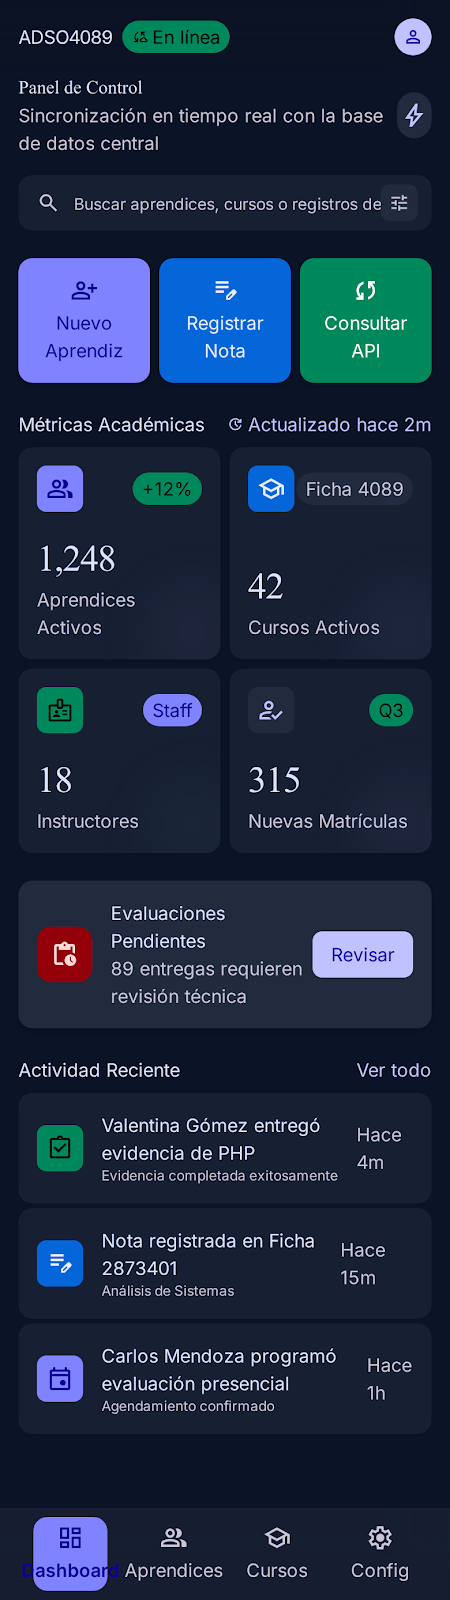 ADSO4089
En línea
Panel de Control
Sincronización en tiempo real con la base
de datos central
Buscar aprendices, cursos o registros de
Nuevo
Aprendiz
Registrar
Nota
Consultar
API
Métricas Académicas
Actualizado hace 2m
+12%
1,248
Aprendices
Activos
Ficha 4089
42
Cursos Activos
Staff
18
Instructores
Q3
315
Nuevas Matrículas
Evaluaciones
Pendientes
89 entregas requieren
revisión técnica
Revisar
Actividad Reciente
Ver todo
Valentina Gómez entregó
evidencia de PHP
Evidencia completada exitosamente
Hace
4m
Nota registrada en Ficha
2873401
Análisis de Sistemas
Hace
15m
Carlos Mendoza programó
evaluación presencial
Agendamiento confirmado
Hace
1h
Dashboard
Aprendices
Cursos
Config